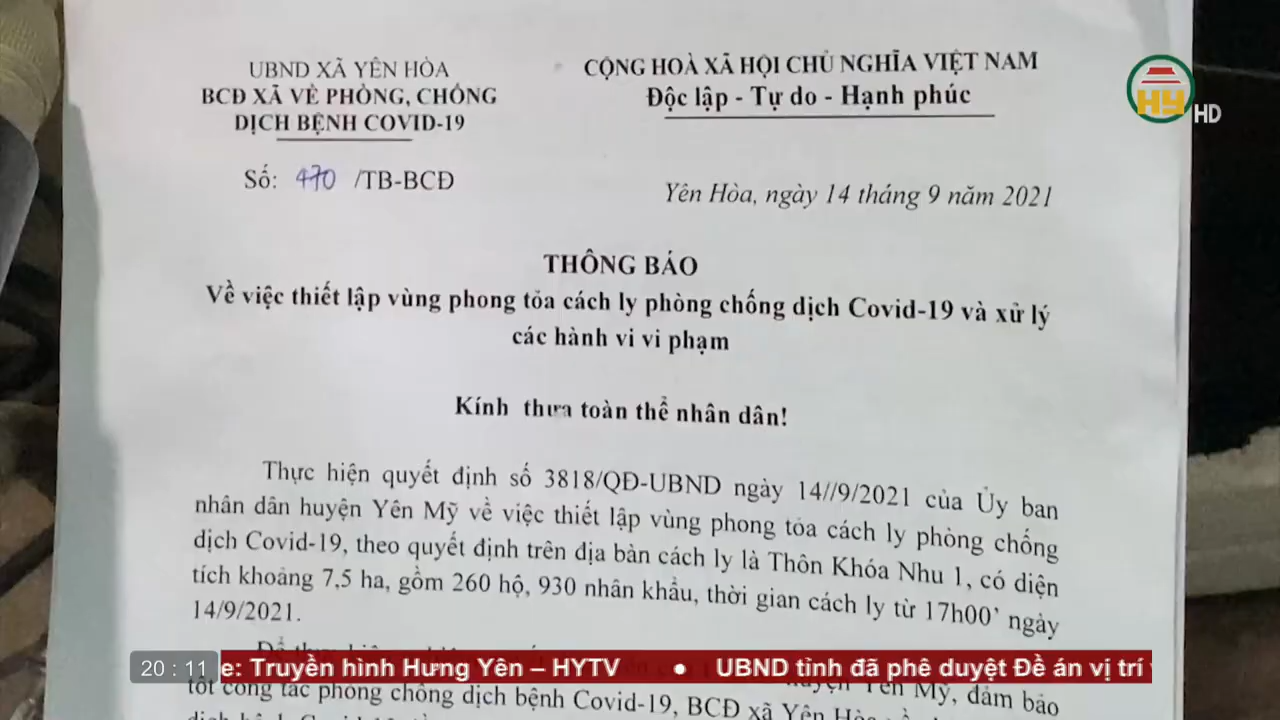 UBND XÃ YÊN HÒA
BCĐ XÃ VỀ PHÒNG, CHỐNG
DỊCH BỆNH COVID-19
Số: 470 /TB-BCĐ
CỘNG HOÀ XÃ HỘI CHỦ NGHĨA VIỆT NAM
Độc lập - Tự do - Hạnh phúc
Yên Hòa, ngày 14 tháng 9 năm 2021
HY HD
THÔNG BÁO
Về việc thiết lập vùng phong tỏa cách ly phòng chống dịch Covid-19 và xử lý
các hành vi vi phạm
Kính thưa toàn thể nhân dân!
Thực hiện quyết định số 3818/QĐ-UBND ngày 14//9/2021 của Ủy ban
nhân dân huyện Yên Mỹ về việc thiết lập vùng phong tỏa cách ly phòng chống
dịch Covid-19, theo quyết định trên địa bàn cách ly là Thôn Khóa Nhu 1, có diện
tích khoảng 7,5 ha, gồm 260 hộ, 930 nhân khẩu, thời gian cách ly từ 17h00’ ngày
14/9/2021.
20 : 11 e: Truyền hình Hưng Yên – HYTV ● UBND tỉnh đã phê duyệt Đề án vị trí
Yên Mỹ, đảm bảo
tốt công tác phòng chống dịch bệnh Covid-19, BCĐ xã Yên Hòa